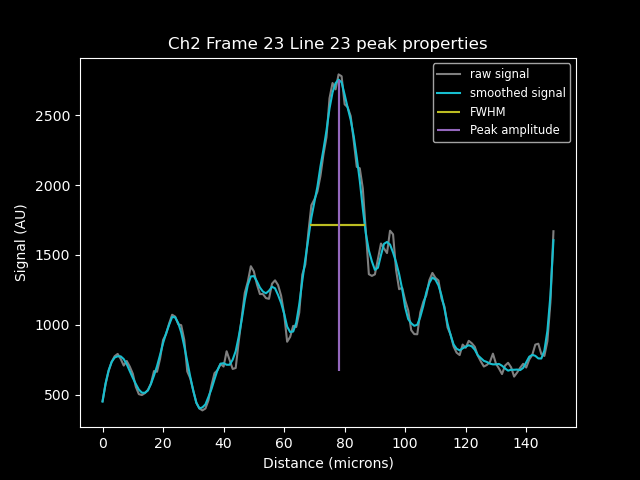 Ch2 Frame 23 Line 23 peak properties
raw signal
smoothed signal
FWHM
Peak amplitude
Signal (AU)
2500
2000
1500
1000
500
0 20 40 60 80 100 120 140
Distance (microns)